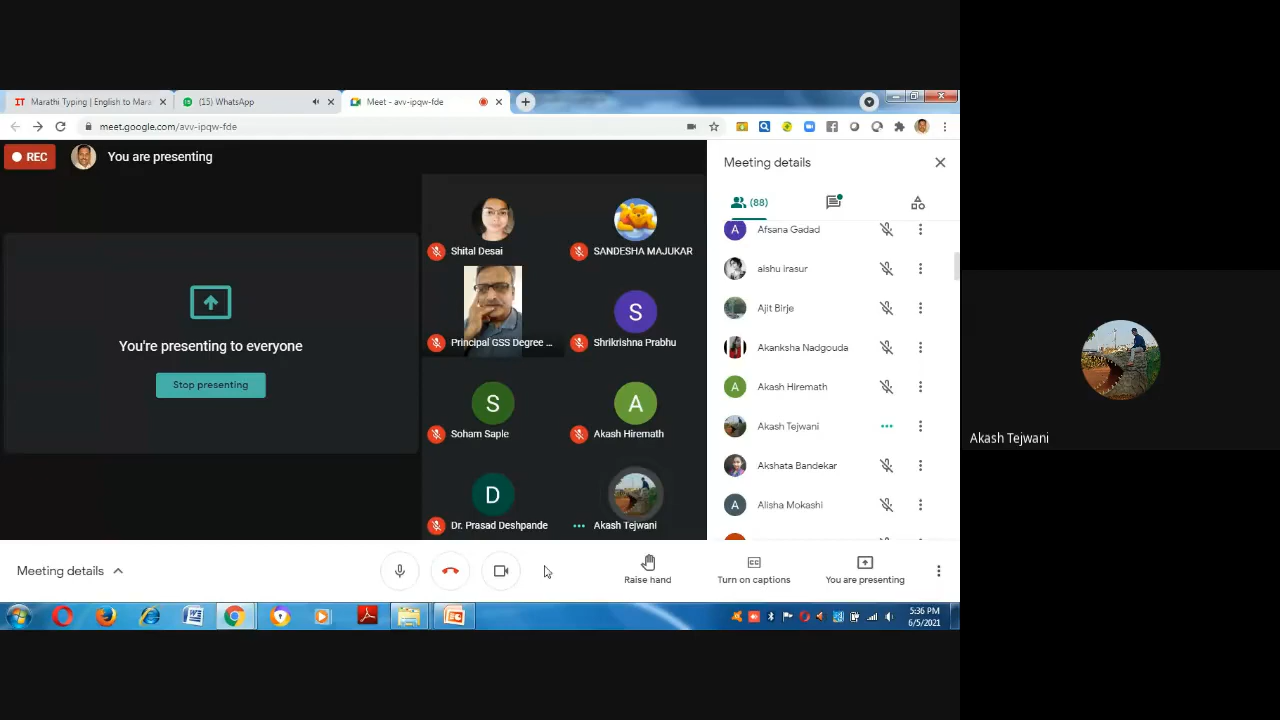 IT Marathi Typing | English to Mara
(15) WhatsApp
Meet - avv-ipqw-fde
meet.google.com/avv-ipqw-fde
REC
You are presenting
Meeting details
(88)
Shital Desai
SANDESHA MAJUKAR
Afsana Gadad
aishu irasur
Ajit Birje
You're presenting to everyone
Stop presenting
Principal GSS Degree ...
S
Shrikrishna Prabhu
Akanksha Nadgouda
A
Akash Hiremath
S
Soham Saple
A
Akash Hiremath
Akash Tejwani
Akshata Bandekar
D
Dr. Prasad Deshpande
Akash Tejwani
A
Alisha Mokashi
A
Akash Tejwani
Meeting details
Raise hand
Turn on captions
You are presenting
5:36 PM
6/5/2021